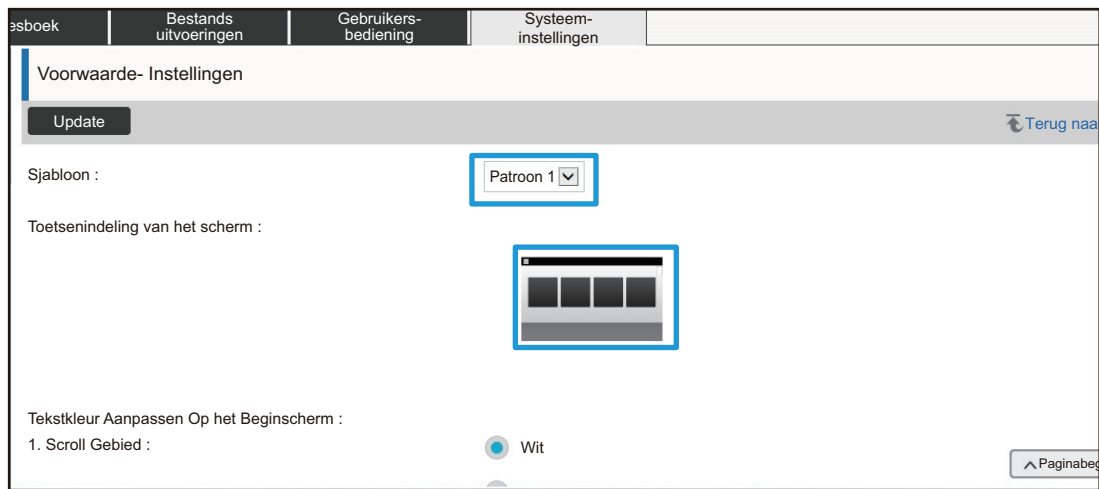 esboek
Bestands
uitvoeringen
Gebruikers-
bediening
Systeem-
instellingen
Voorwaarde- Instellingen
Update
Terug naa
Sjabloon :
Patroon 1
Toetsenindeling van het scherm :
Tekstkleur Aanpassen Op het Beginscherm :
1. Scroll Gebied :
Wit
Paginabeg